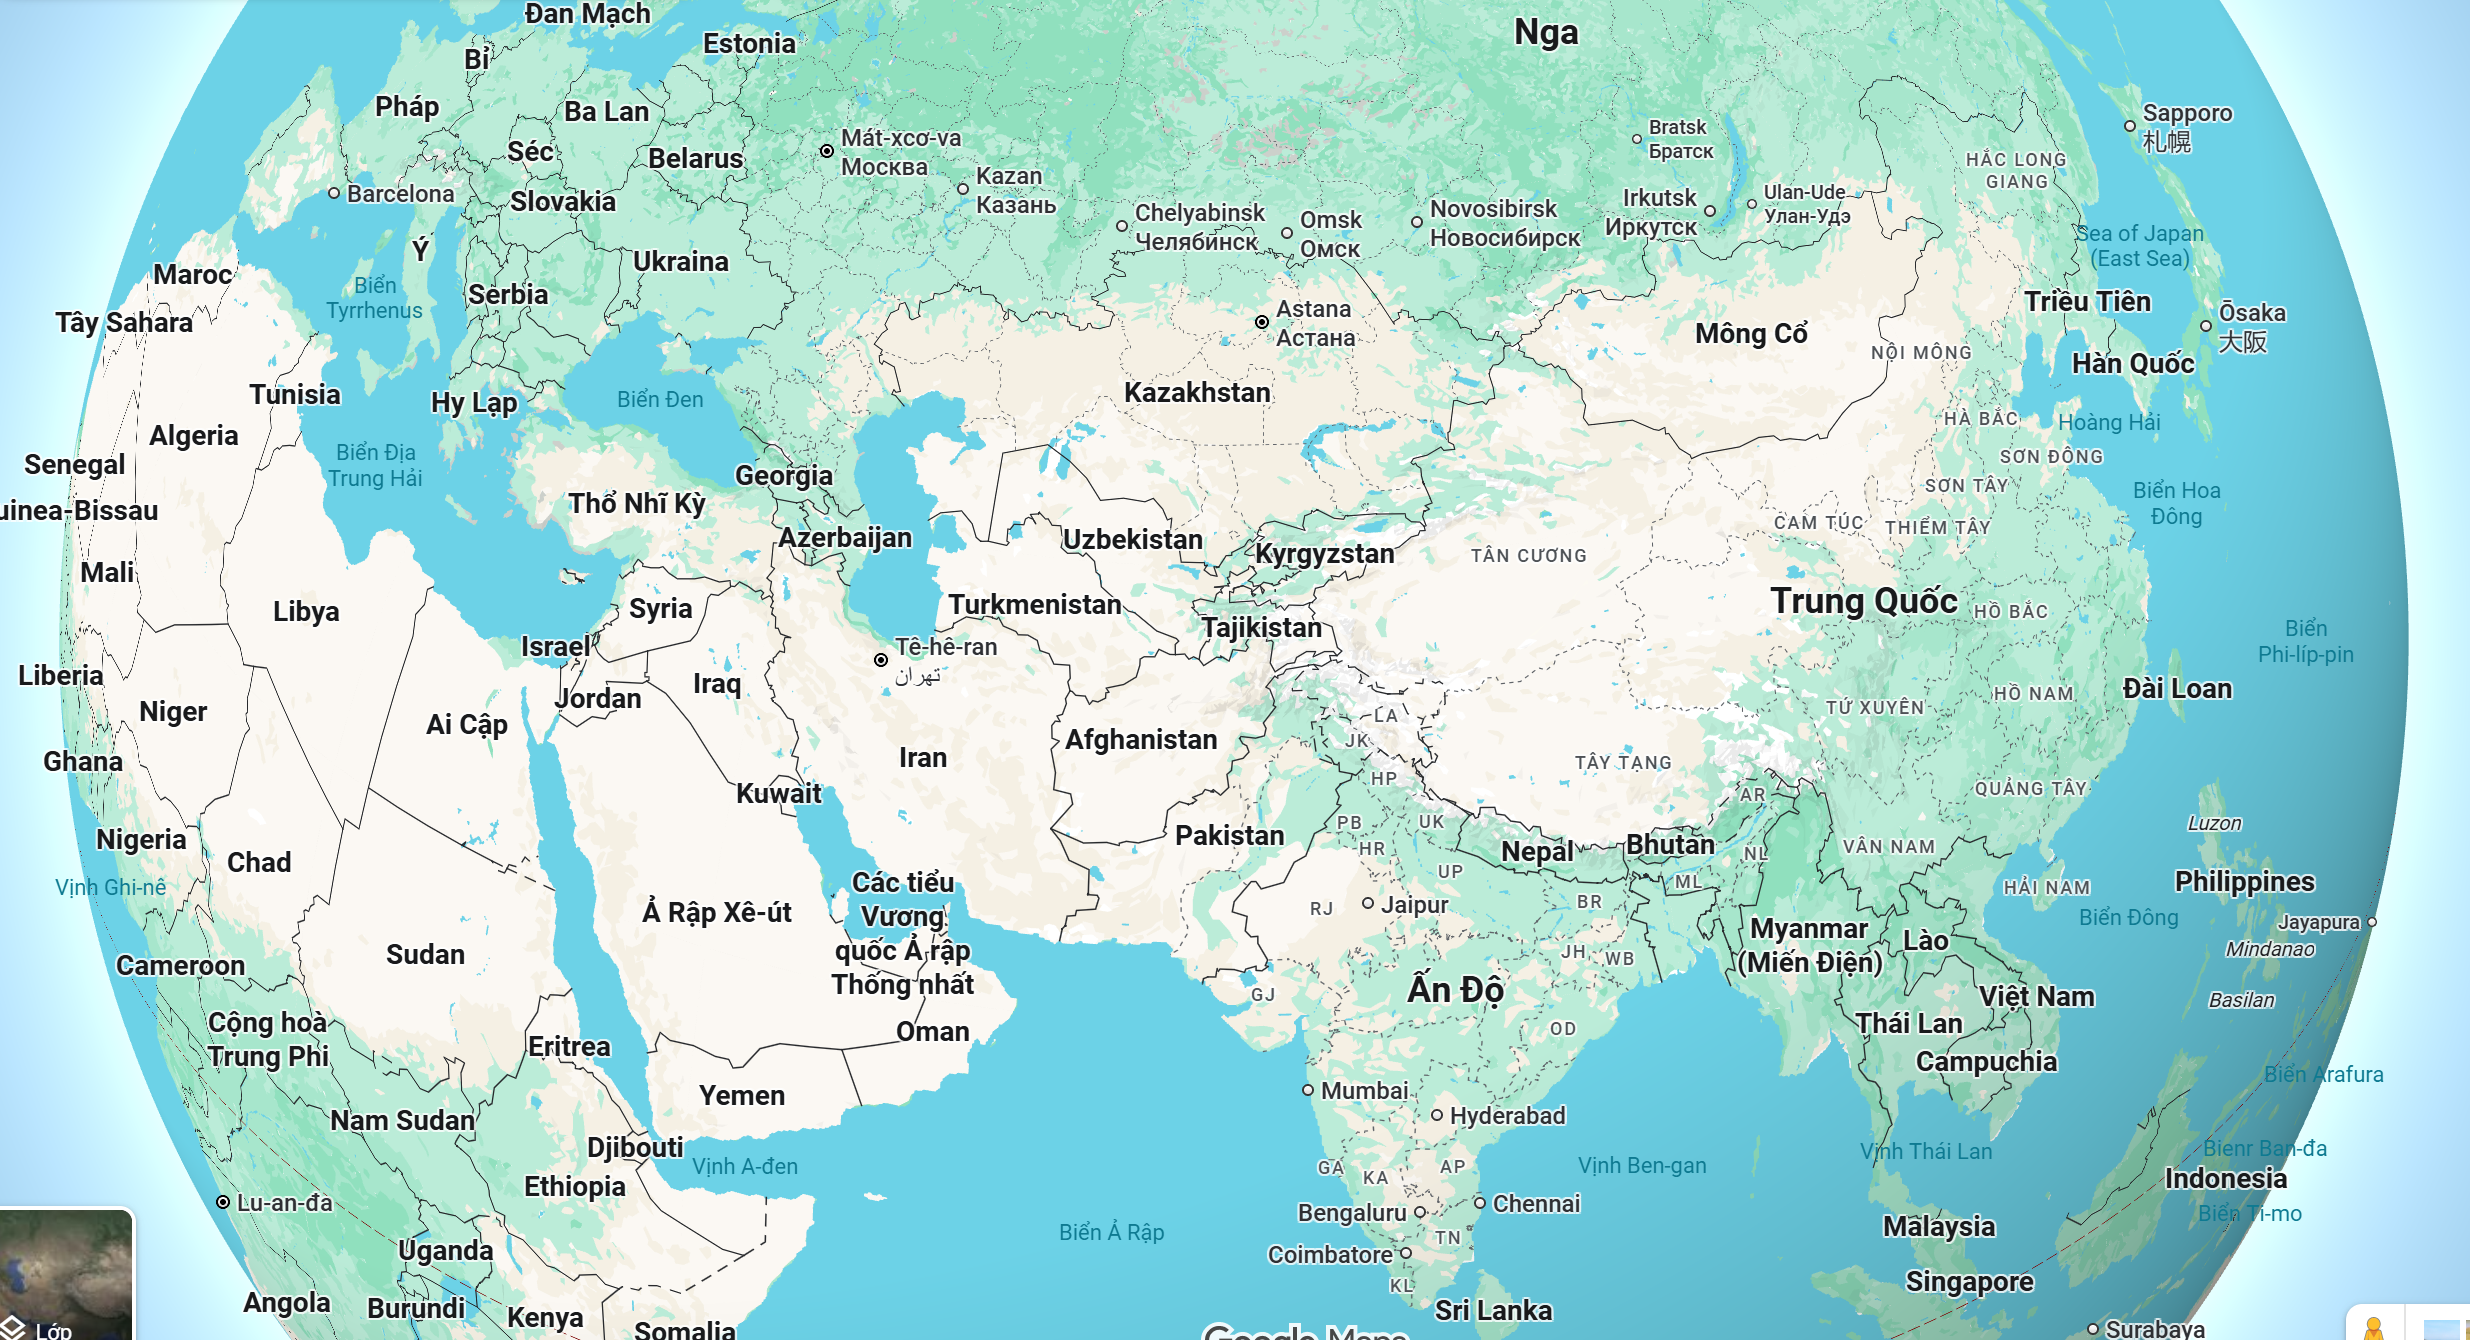 Đan Mạch
Nga
Estonia
Bỉ
Pháp
Ba Lan
Sapporo
札幌
Mát-xcơ-va
Москва
Bratsk
Братск
Séc
Belarus
HẮC LONG
GIANG
Kazan
Казань
Barcelona
Slovakia
Chelyabinsk
Челябинск
Omsk
Омск
Novosibirsk
Новосибирск
Irkutsk
Иркутск
Ulan-Ude
Улан-Удэ
Sea of Japan
(East Sea)
Ý
Ukraina
Maroc
Biển
Tyrrhenus
Serbia
Triều Tiên
Tây Sahara
Astana
Астана
Mông Cổ
Ōsaka
大阪
NỘI MÔNG
Hàn Quốc
Tunisia
Hy Lạp
Biển Đen
Kazakhstan
HÀ BẮC
Hoàng Hải
Algeria
Biển Địa
Trung Hải
SƠN ĐÔNG
Senegal
Georgia
SƠN TÂY
Biển Hoa
Đông
Thổ Nhĩ Kỳ
uinea-Bissau
CAM TÚC
THIỂM TÂY
Azerbaijan
Uzbekistan
Kyrgyzstan
TÂN CƯƠNG
Mali
Libya
Syria
Turkmenistan
Trung Quốc
HỒ BẮC
Tajikistan
Biển
Phi-líp-pin
Israel
Tê-hê-ran
تهران
Liberia
Jordan
Iraq
Đài Loan
HỒ NAM
Niger
Ai Cập
LA
TỨ XUYÊN
JK
Afghanistan
Iran
Ghana
TÂY TẠNG
HP
Kuwait
AR
QUẢNG TÂY
PB
UK
Luzon
Nigeria
Pakistan
HR
Nepal
Bhutan
NL
VÂN NAM
Chad
UP
ML
Vịnh Ghi-nê
Các tiểu
Vương
quốc Ả rập
Thống nhất
HẢI NAM
Philippines
RJ
Jaipur
BR
Ả Rập Xê-út
Biển Đông
Jayapura
Myanmar
(Miến Điện)
Lào
Sudan
JH
WB
Mindanao
Cameroon
Ấn Độ
GJ
Việt Nam
Basilan
Cộng hoà
Trung Phi
Oman
OD
Thái Lan
Eritrea
Campuchia
Biển Arafura
Yemen
Mumbai
Hyderabad
Nam Sudan
Djibouti
Vịnh A-đen
GA
KA
AP
Vịnh Ben-gan
Vịnh Thái Lan
Bienr Ban-đa
Ethiopia
Indonesia
Lu-an-đa
Bengaluru
Chennai
Biển Ti-mo
Biển Ả Rập
TN
Malaysia
Uganda
Coimbatore
KL
Singapore
Angola
Burundi
Kenya
Sri Lanka
Lớp
Somalia
Google Maps
Surabaya